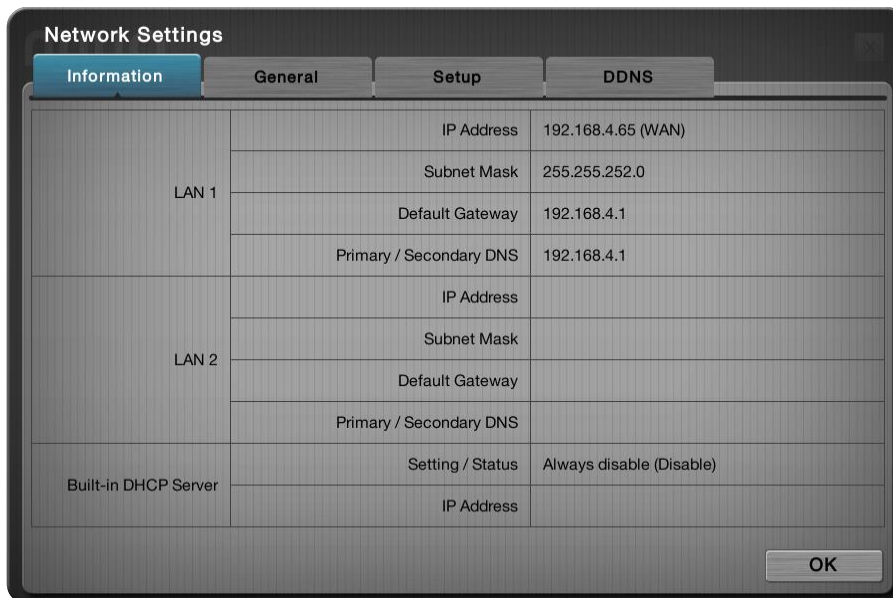 Network Settings
Information General Setup DDNS
LAN 1
IP Address 192.168.4.65 (WAN)
Subnet Mask 255.255.252.0
Default Gateway 192.168.4.1
Primary / Secondary DNS 192.168.4.1
LAN 2
IP Address
Subnet Mask
Default Gateway
Primary / Secondary DNS
Built-in DHCP Server
Setting / Status Always disable (Disable)
IP Address
OK